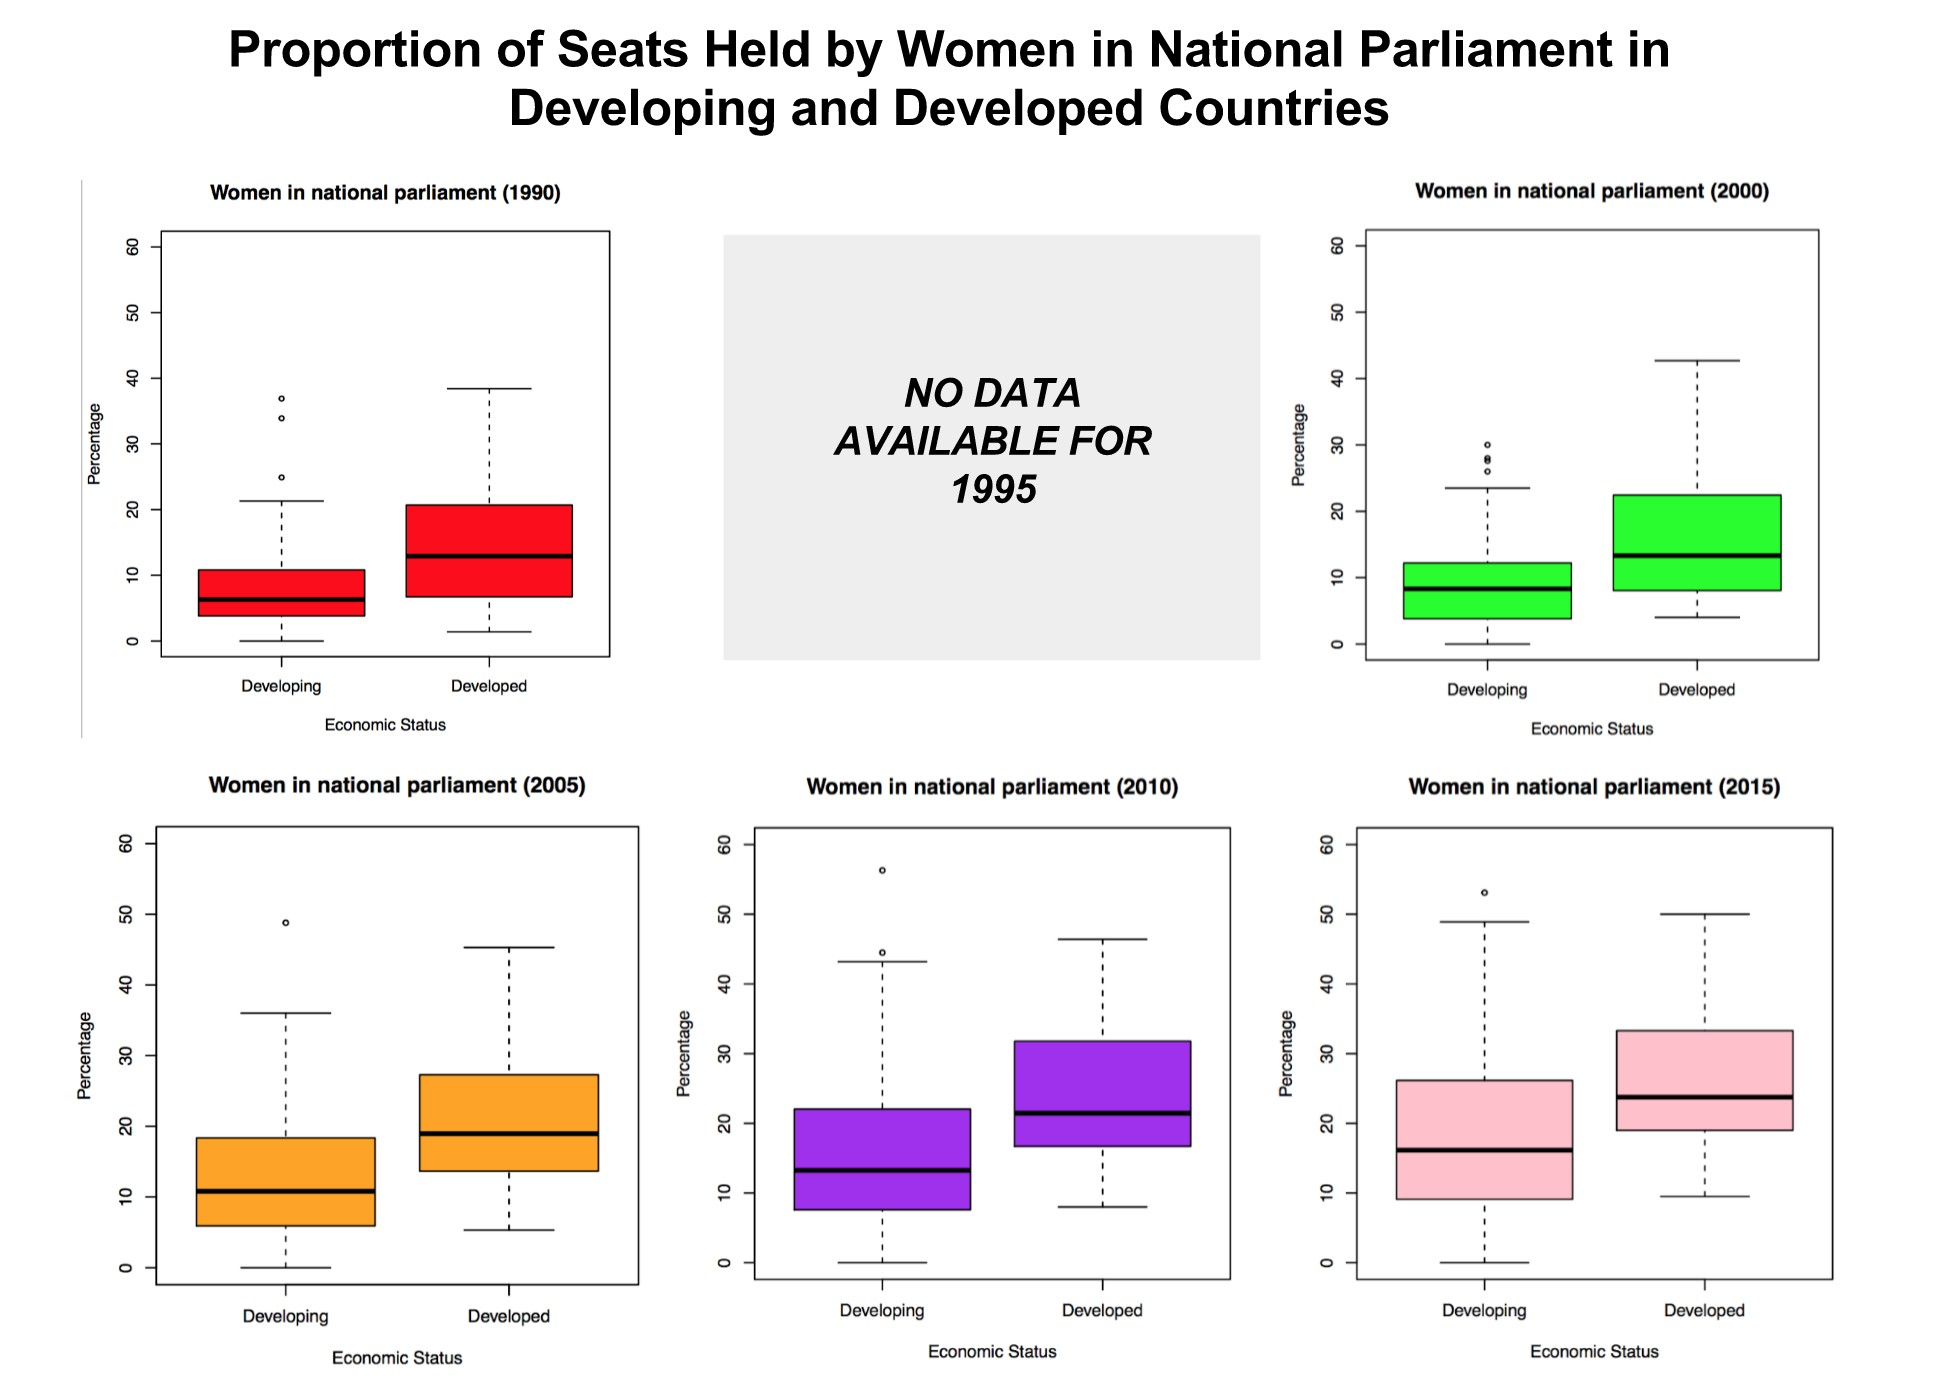 Proportion of Seats Held by Women in National Parliament in
Developing and Developed Countries
Women in national parliament (1990)
60
50
40
30
20
10
0
Percentage
Developing Developed
Economic Status
NO DATA
AVAILABLE FOR
1995
Women in national parliament (2000)
60
50
40
30
20
10
0
Percentage
Developing Developed
Economic Status
Women in national parliament (2005)
60
50
40
30
20
10
0
Percentage
Developing Developed
Economic Status
Women in national parliament (2010)
60
50
40
30
20
10
0
Percentage
Developing Developed
Economic Status
Women in national parliament (2015)
60
50
40
30
20
10
0
Percentage
Developing Developed
Economic Status